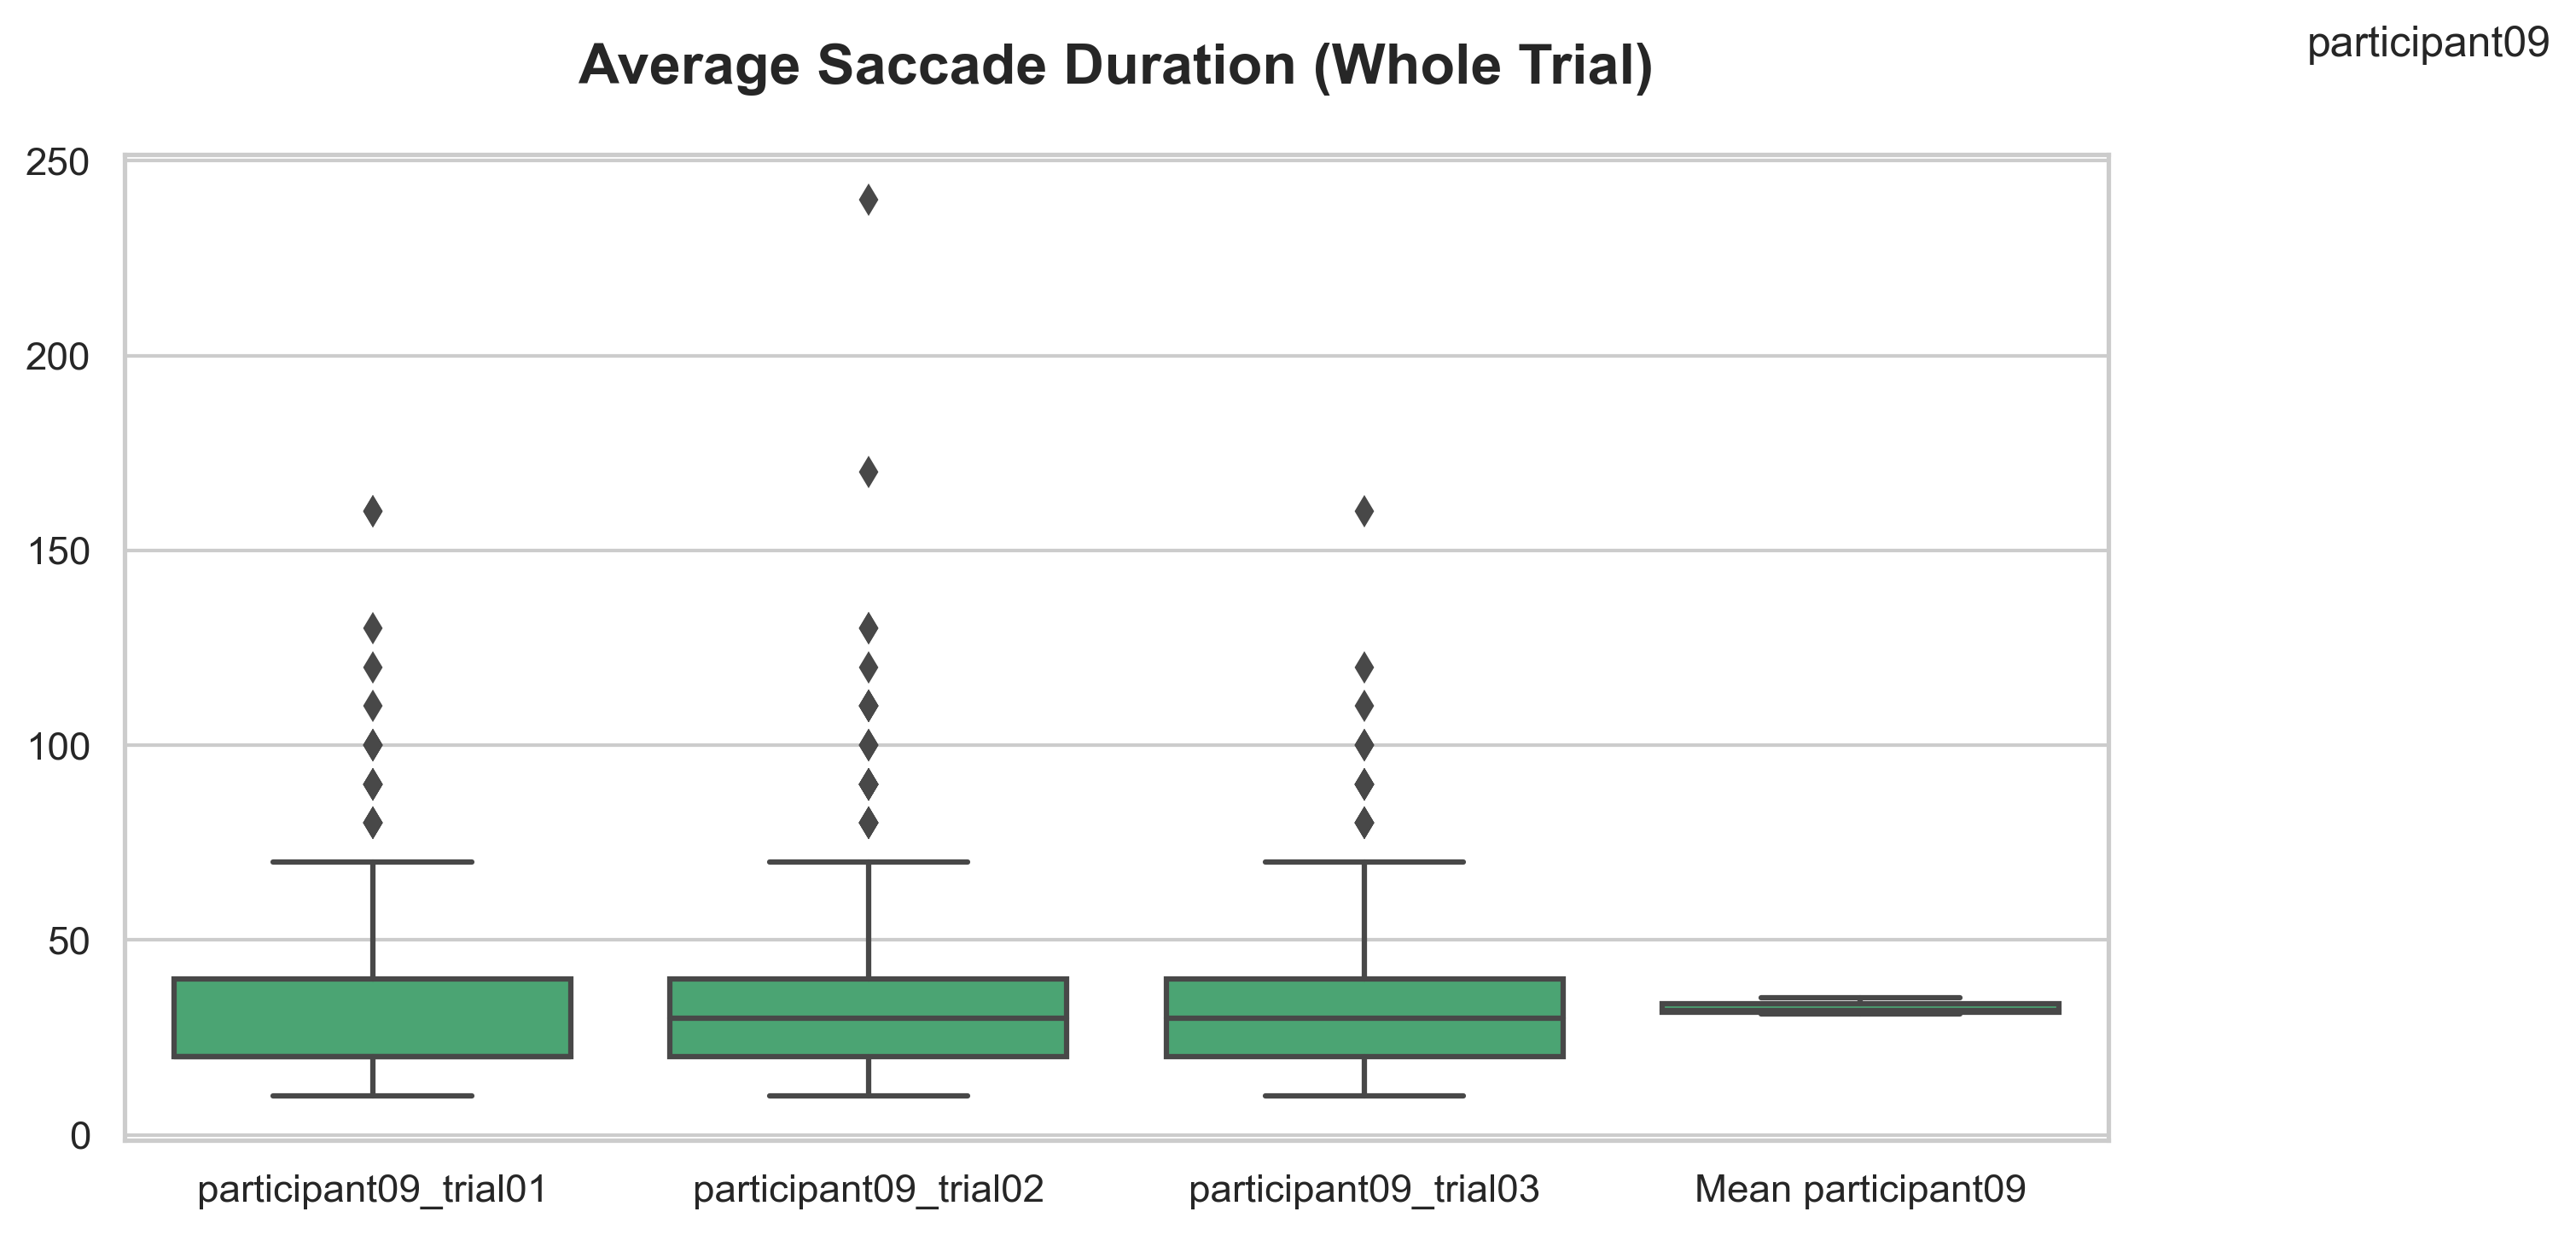 participant09
Average Saccade Duration (Whole Trial)
250
200
150
100
50
0
participant09_trial01
participant09_trial02
participant09_trial03
Mean participant09